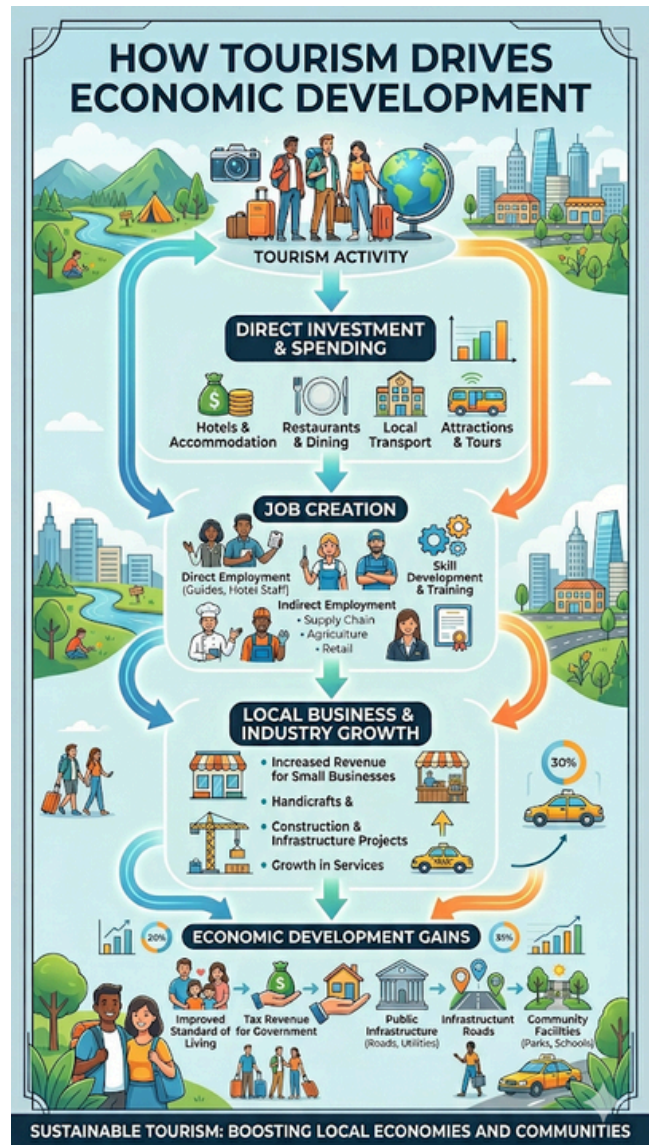 HOW TOURISM DRIVES
ECONOMIC DEVELOPMENT
TOURISM ACTIVITY
DIRECT INVESTMENT
& SPENDING
$
Hotels &
Accommodation
Restaurants
& Dining
Local
Transport
Attractions
& Tours
JOB CREATION
Direct Employment
(Guides, Hotel Staff)
Indirect Employment
• Supply Chain
• Agriculture
• Retail
Skill
Development
& Training
LOCAL BUSINESS &
INDUSTRY GROWTH
• Increased Revenue
for Small Businesses
• Handicrafts &
• Construction &
Infrastructure Projects
• Growth in Services
30%
20%
ECONOMIC DEVELOPMENT GAINS
35%
$
Improved
Standard of
Living
Tax Revenue
for Government
Public
Infrastructure
(Roads, Utilities)
Infrastructunt
Roads
Community
Faciilties
(Parks, Schools)
SUSTAINABLE TOURISM: BOOSTING LOCAL ECONOMIES AND COMMUNITIES